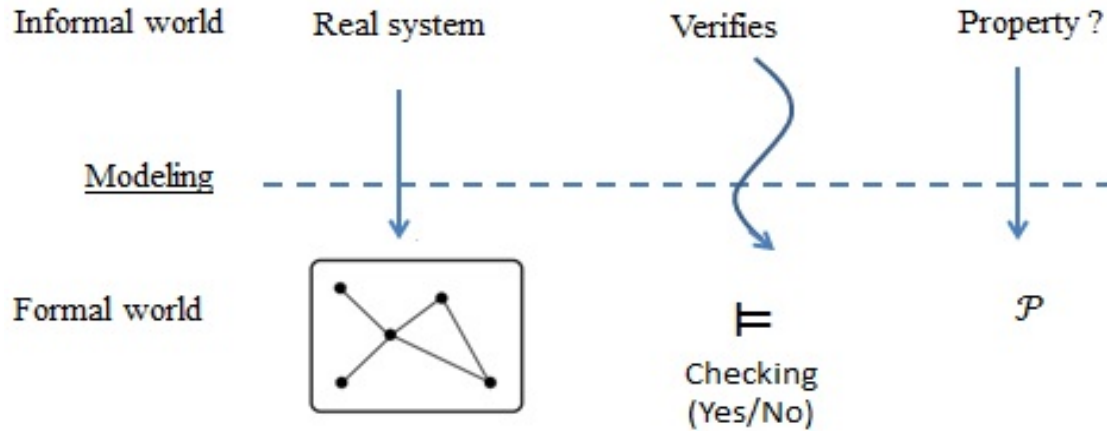 Informal world Real system Verifies Property ?
Modeling
Formal world ⊨ 𝒫
Checking
(Yes/No)